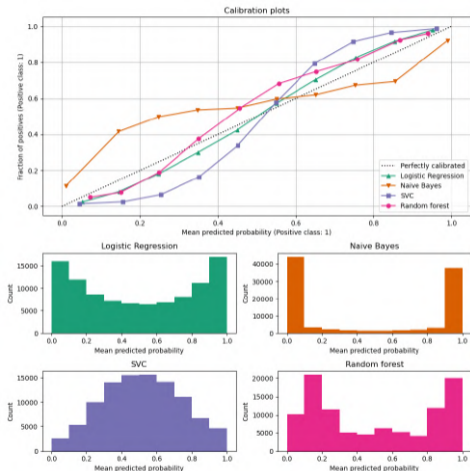 Calibration plots
Fraction of positives (Positive class: 1)
1.0
0.8
0.6
0.4
0.2
0.0
Perfectly calibrated
Logistic Regression
Naive Bayes
SVC
Random forest
0.0 0.2 0.4 0.6 0.8 1.0
Mean predicted probability (Positive class: 1)
Logistic Regression
Count
15000
10000
5000
0
0.0 0.2 0.4 0.6 0.8 1.0
Mean predicted probability
Naive Bayes
Count
40000
30000
20000
10000
0
0.0 0.2 0.4 0.6 0.8 1.0
Mean predicted probability
SVC
Count
15000
10000
5000
0
0.0 0.2 0.4 0.6 0.8 1.0
Mean predicted probability
Random forest
Count
20000
15000
10000
5000
0
0.0 0.2 0.4 0.6 0.8 1.0
Mean predicted probability